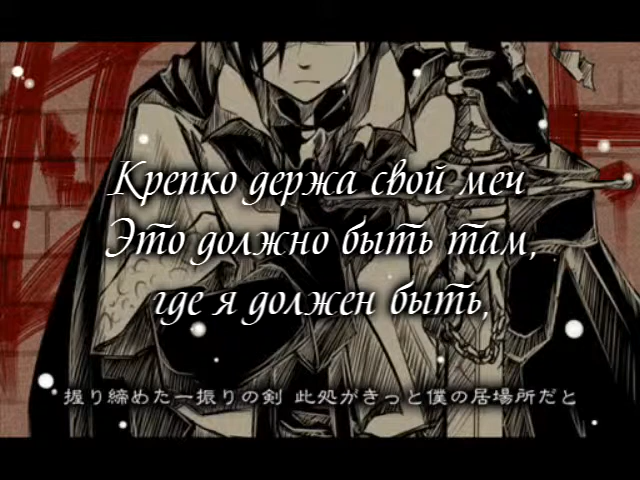 Крепко держа свой меч
Это должно быть там,
где я должен быть,
握り締めた一振りの剣 此処がきっと僕の居場所だと